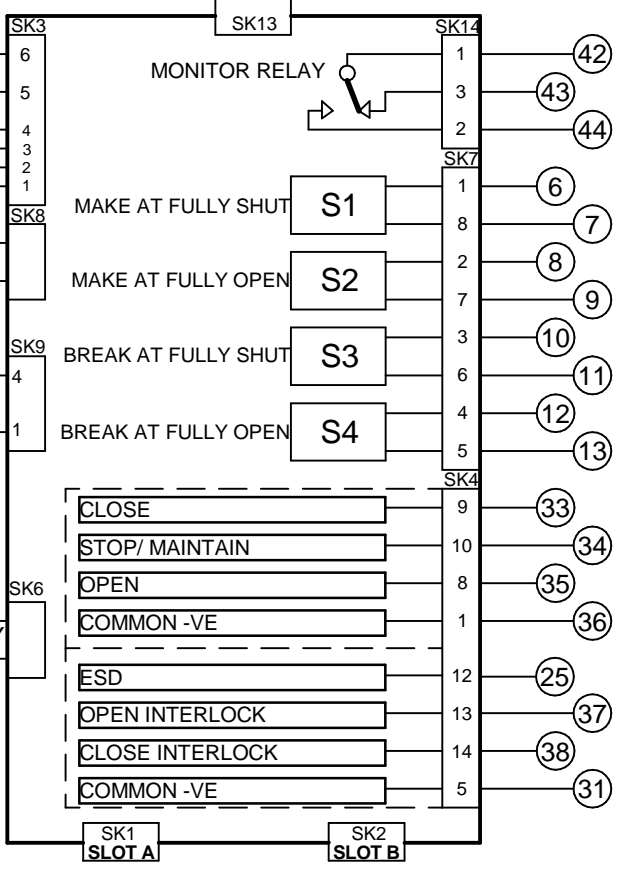 SK13
SK3
SK14
6
1
42
MONITOR RELAY
5
3
43
4
2
44
3
2
1
SK7
MAKE AT FULLY SHUT
S1
1
6
8
7
SK8
MAKE AT FULLY OPEN
S2
2
8
7
9
SK9
BREAK AT FULLY SHUT
S3
3
10
4
6
11
BREAK AT FULLY OPEN
S4
4
12
1
5
13
SK4
CLOSE
9
33
STOP/ MAINTAIN
10
34
SK6
OPEN
8
35
COMMON -VE
1
36
ESD
12
25
OPEN INTERLOCK
13
37
CLOSE INTERLOCK
14
38
COMMON -VE
5
31
SK1
SLOT A
SK2
SLOT B